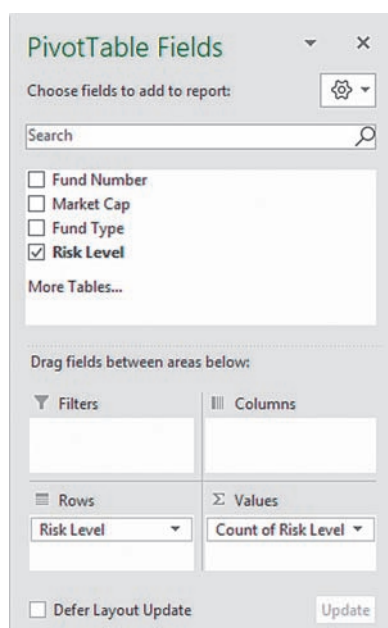 PivotTable Fields
Choose fields to add to report:
Search
Fund Number
Market Cap
Fund Type
Risk Level
More Tables...
Drag fields between areas below:
Filters
Columns
Rows
Σ Values
Risk Level
Count of Risk Level
Defer Layout Update
Update